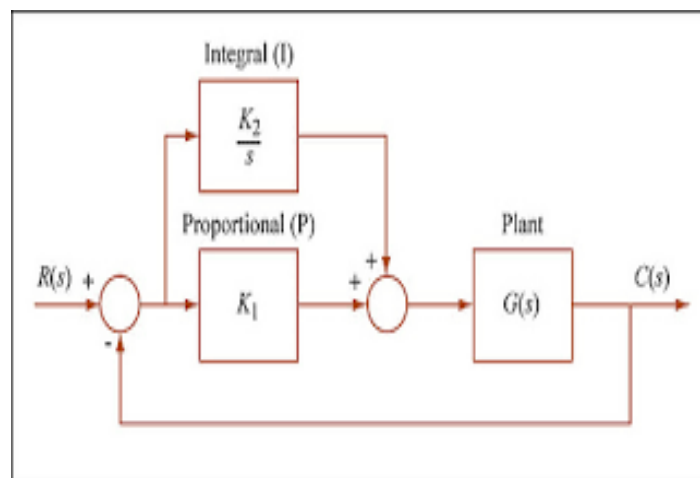 Integral (I)
K₂
s
Proportional (P)
Plant
R(s) +
+
+
C(s)
K₁
G(s)
-